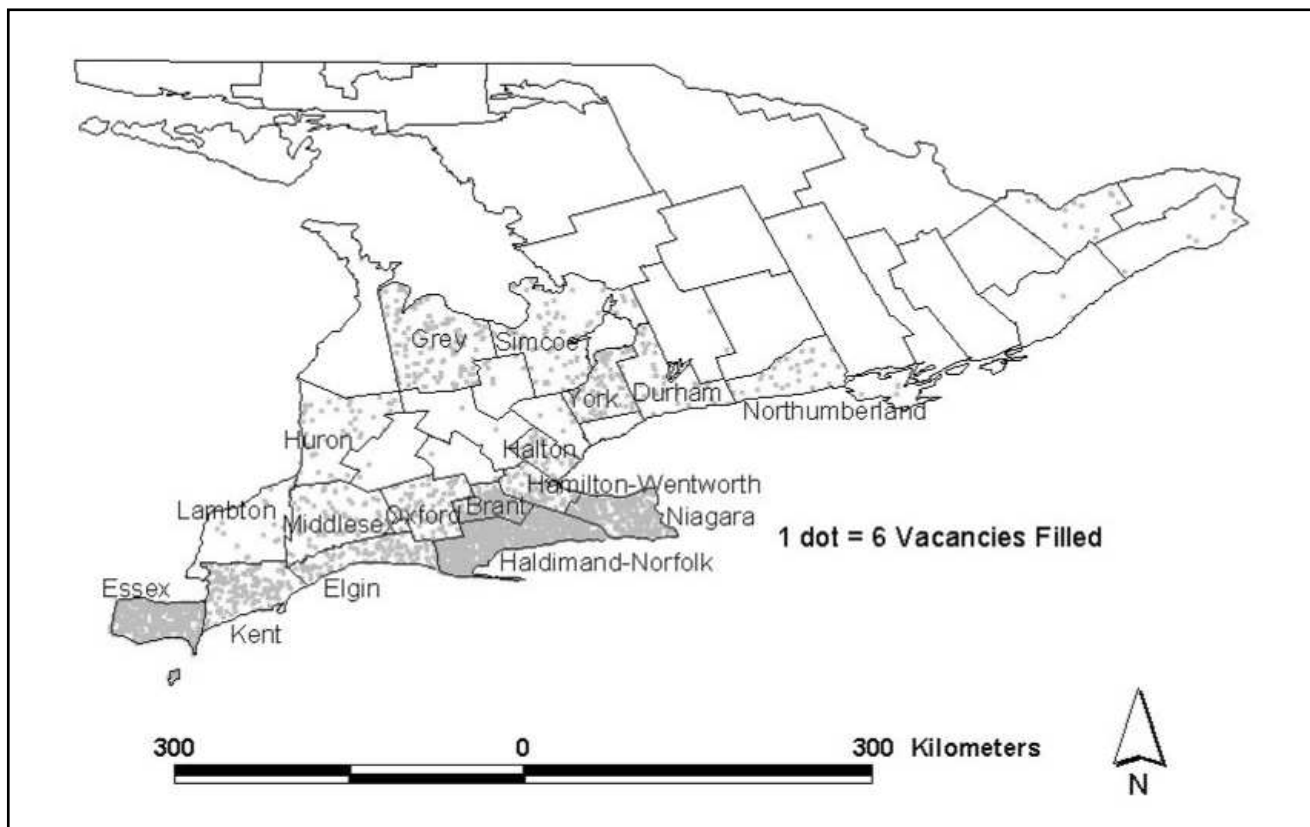 Grey
Simcoe
York
Durham
Northumberland
Huron
Halton
Hamilton-Wentworth
Lambton
Middlesex
Oxford
Brant
Niagara
1 dot = 6 Vacancies Filled
Haldimand-Norfolk
Essex
Elgin
Kent
300 0 300 Kilometers
N